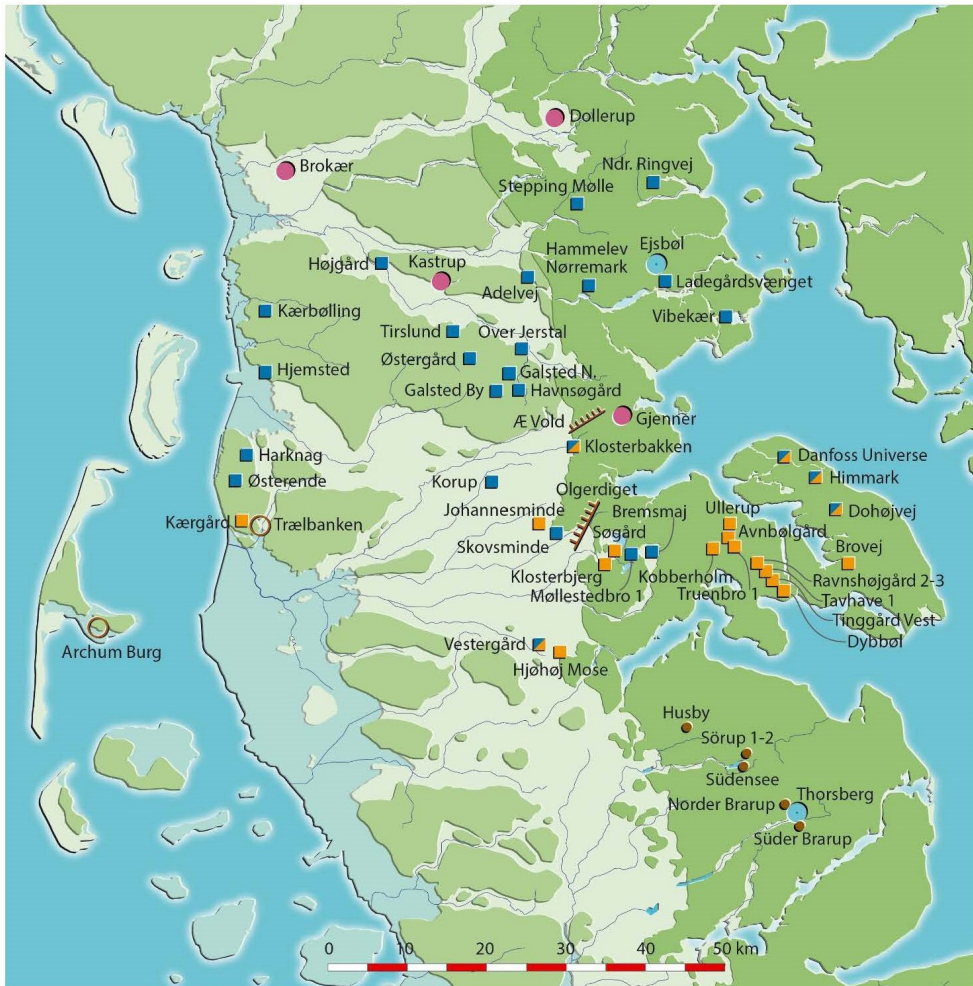 Dollerup
Brokær
Ndr. Ringvej
Stepping Mølle
Højgård
Kastrup
Hammelev
Nørremark
Ejsbøl
Adelvej
Ladegårdsvænget
Kærbølling
Vibekær
Tirslund
Over Jerstal
Østergård
Hjemsted
Galsted N.
Galsted By
Havnsøgård
Æ Vold
Gjenner
Klosterbakken
Harknag
Danfoss Universe
Himmark
Østerende
Korup
Olgerdiget
Johannesminde
Bremsmaj
Dohøjvej
Kærgård
Trælbanken
Ullerup
Skovsminde
Søgård
Avnbølgård
Brovej
Klosterbjerg
Kobberholm
Ravnshøjgård 2-3
Møllestedbro 1
Truenbro 1
Tavhave 1
Tinggård Vest
Dybbøl
Archum Burg
Vestergård
Hjøhøj Mose
Husby
Sörup 1-2
Südensee
Norder Brarup
Thorsberg
Süder Brarup
0 10 20 30 40 50 km